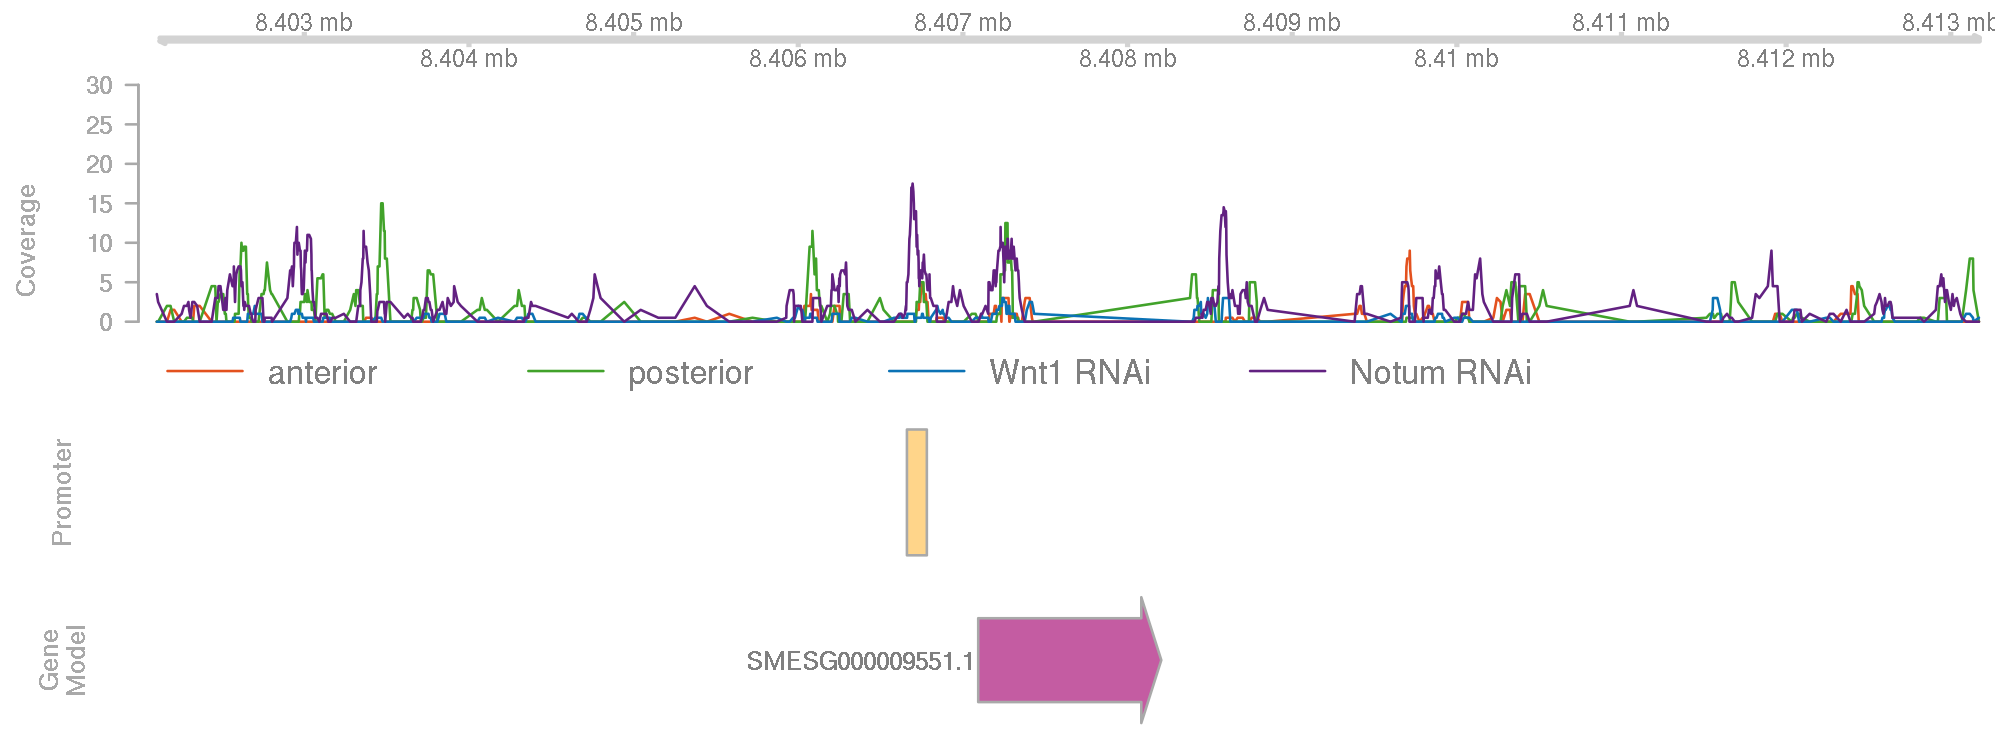 8.403 mb 8.405 mb 8.407 mb 8.409 mb 8.411 mb 8.413 mb
8.404 mb 8.406 mb 8.408 mb 8.41 mb 8.412 mb
30
25
20
15
10
5
0
Coverage
anterior posterior Wnt1 RNAi Notum RNAi
Promoter
Gene
Model
SMESG000009551.1